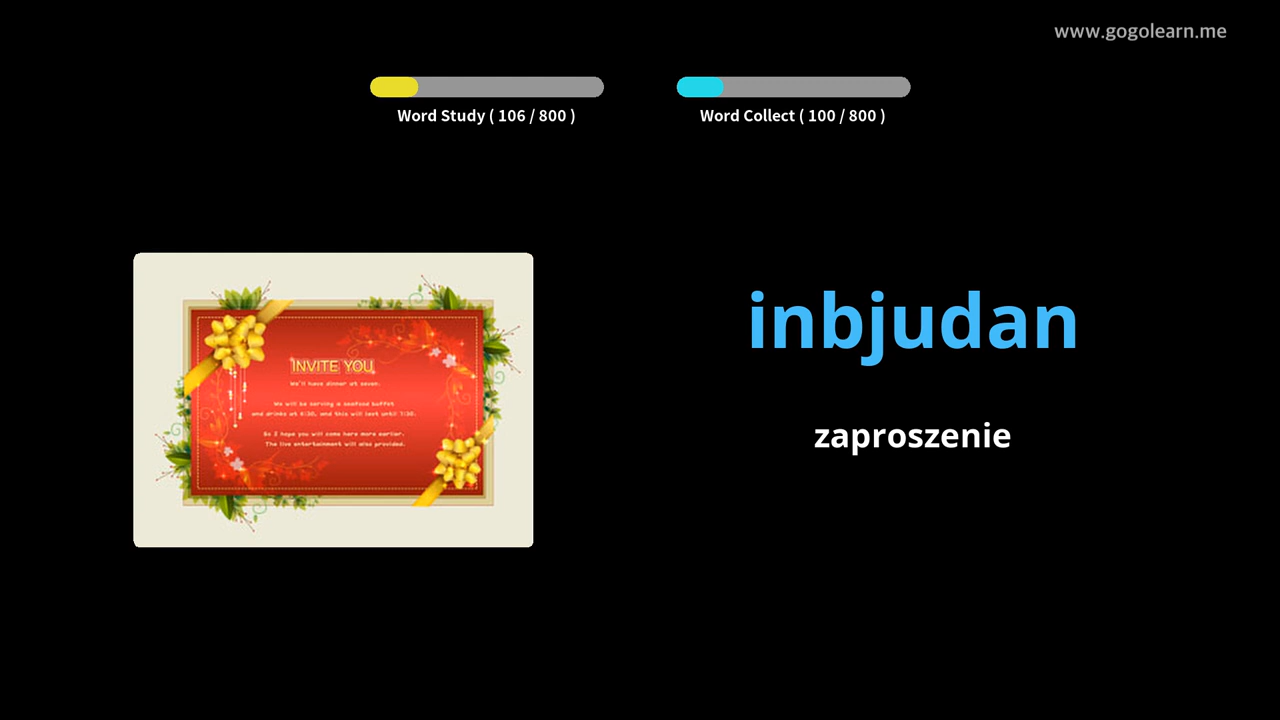 www.gogolearn.me
Word Study ( 106 / 800 )
Word Collect ( 100 / 800 )
INVITE YOU
We'll have dinner at seven.
We will be serving a seafood buffet
and drinks at 6:30, and this will last until 7:30.
So I hope you will come here more earlier.
The live entertainment will also provided.
inbjudan
zaproszenie